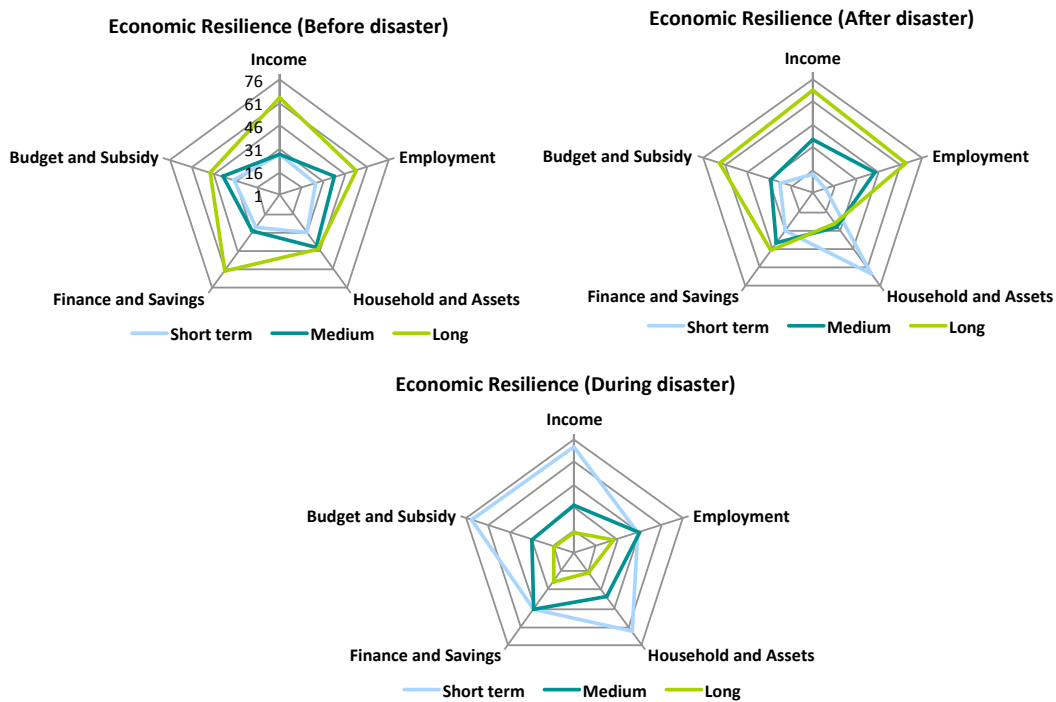 Economic Resilience (Before disaster)
Income
76
61
46
31
16
1
Budget and Subsidy
Employment
Finance and Savings
Household and Assets
Short term
Medium
Long
Economic Resilience (After disaster)
Income
Budget and Subsidy
Employment
Finance and Savings
Household and Assets
Short term
Medium
Long
Economic Resilience (During disaster)
Income
Budget and Subsidy
Employment
Finance and Savings
Household and Assets
Short term
Medium
Long